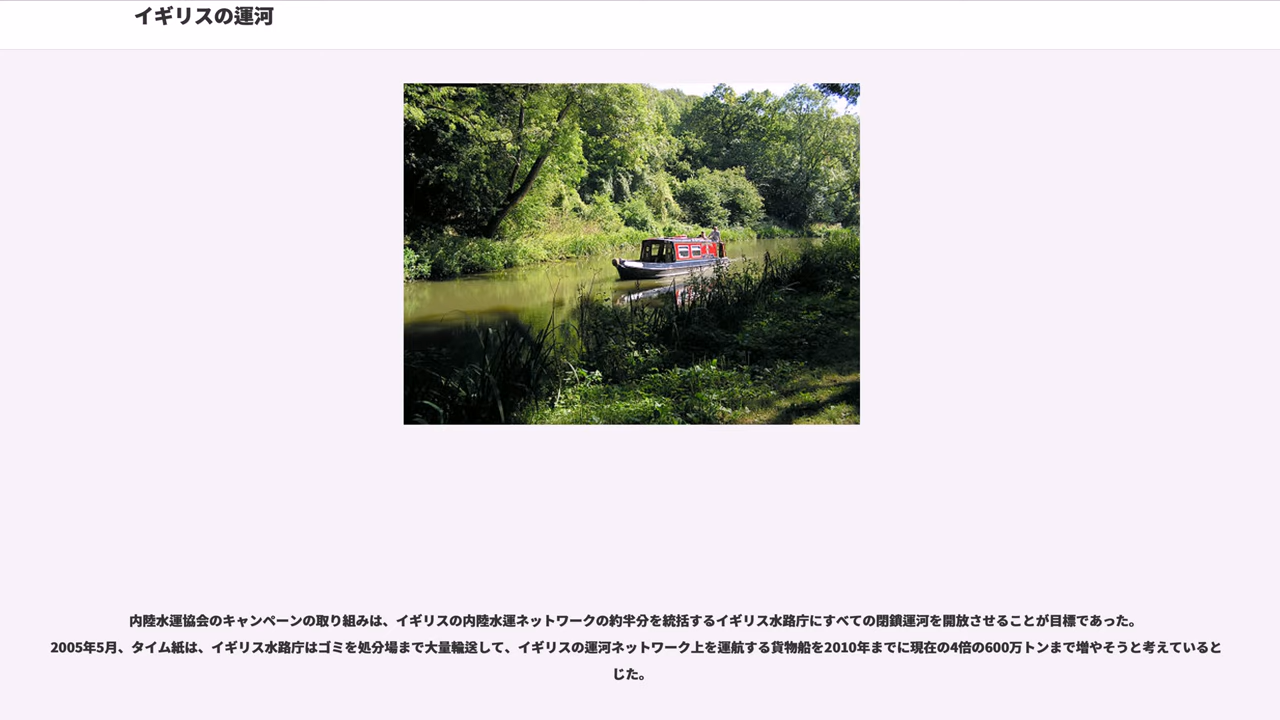 イギリスの運河
内陸水運協会のキャンペーンの取り組みは、イギリスの内陸水運ネットワークの約半分を統括するイギリス水路庁にすべての閉鎖運河を開放させることが目標であった。
2005年5月、タイム紙は、イギリス水路庁はゴミを処分場まで大量輸送して、イギリスの運河ネットワーク上を運航する貨物船を2010年までに現在の4倍の600万トンまで増やそうと考えていると
じた。